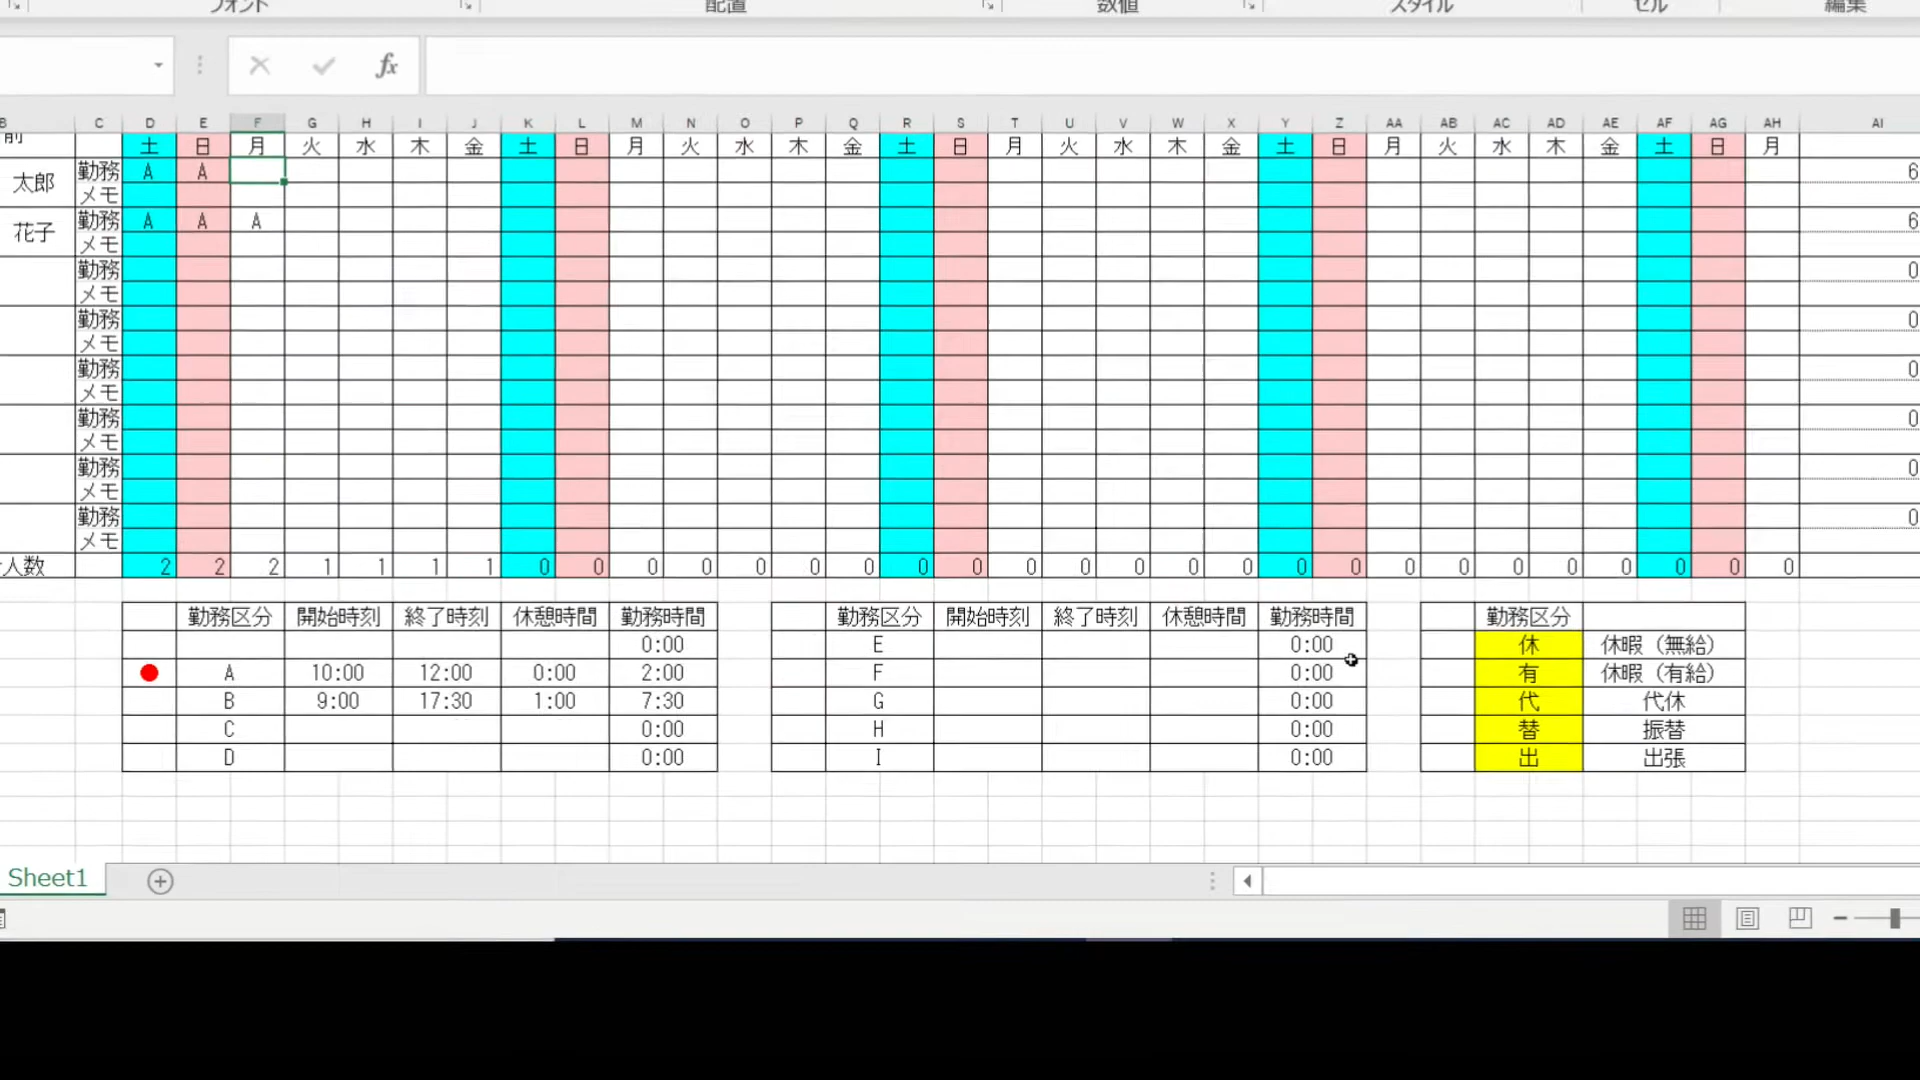 フォント 配置 数値 スタイル セル 編集
fx
B C D E F G H I J K L M N O P Q R S T U V W X Y Z AA AB AC AD AE AF AG AH AI
前 土 日 月 火 水 木 金 土 日 月 火 水 木 金 土 日 月 火 水 木 金 土 日 月 火 水 木 金 土 日 月
太郎 勤務 A A 6
メモ
花子 勤務 A A A 6
メモ
勤務 0
メモ
勤務 0
メモ
勤務 0
メモ
勤務 0
メモ
勤務 0
メモ
勤務 0
メモ
人数 2 2 2 1 1 1 1 0 0 0 0 0 0 0 0 0 0 0 0 0 0 0 0 0 0 0 0 0 0 0 0
勤務区分 開始時刻 終了時刻 休憩時間 勤務時間 勤務区分 開始時刻 終了時刻 休憩時間 勤務時間 勤務区分
0:00 E 0:00 休 休暇（無給）
A 10:00 12:00 0:00 2:00 F 0:00 有 休暇（有給）
B 9:00 17:30 1:00 7:30 G 0:00 代 代休
C 0:00 H 0:00 替 振替
D 0:00 I 0:00 出 出張
Sheet1